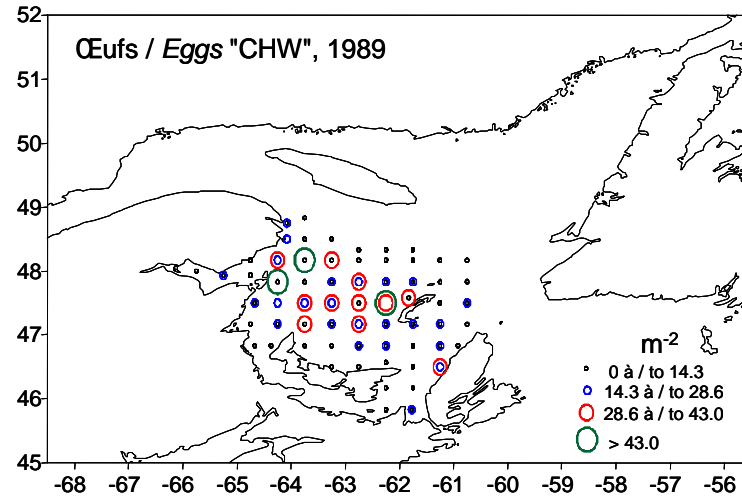 52
Œufs / Eggs "CHW", 1989
51
50
49
48
47
m-2
0 à / to 14.3
14.3 à / to 28.6
46
28.6 à / to 43.0
> 43.0
45
-68 -67 -66 -65 -64 -63 -62 -61 -60 -59 -58 -57 -56